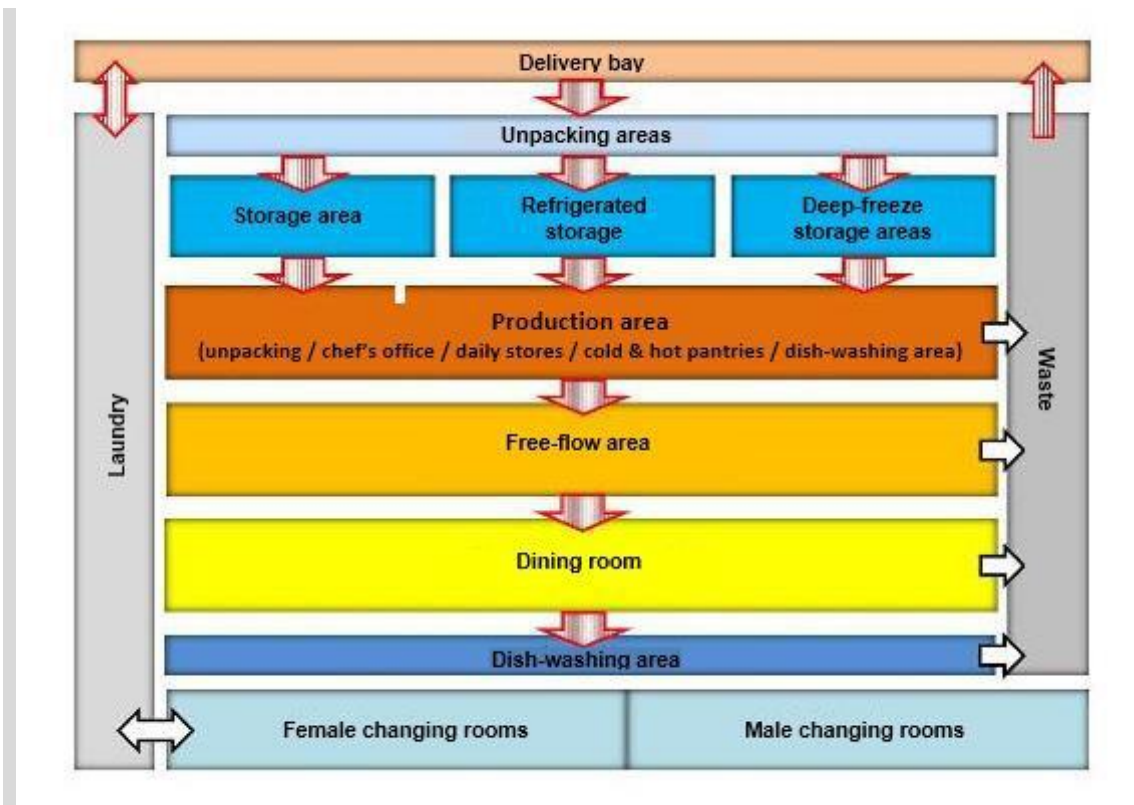 Delivery bay
Unpacking areas
Storage area
Refrigerated
storage
Deep-freeze
storage areas
Production area
(unpacking / chef's office / daily stores / cold & hot pantries / dish-washing area)
Waste
Laundry
Free-flow area
Dining room
Dish-washing area
Female changing rooms
Male changing rooms